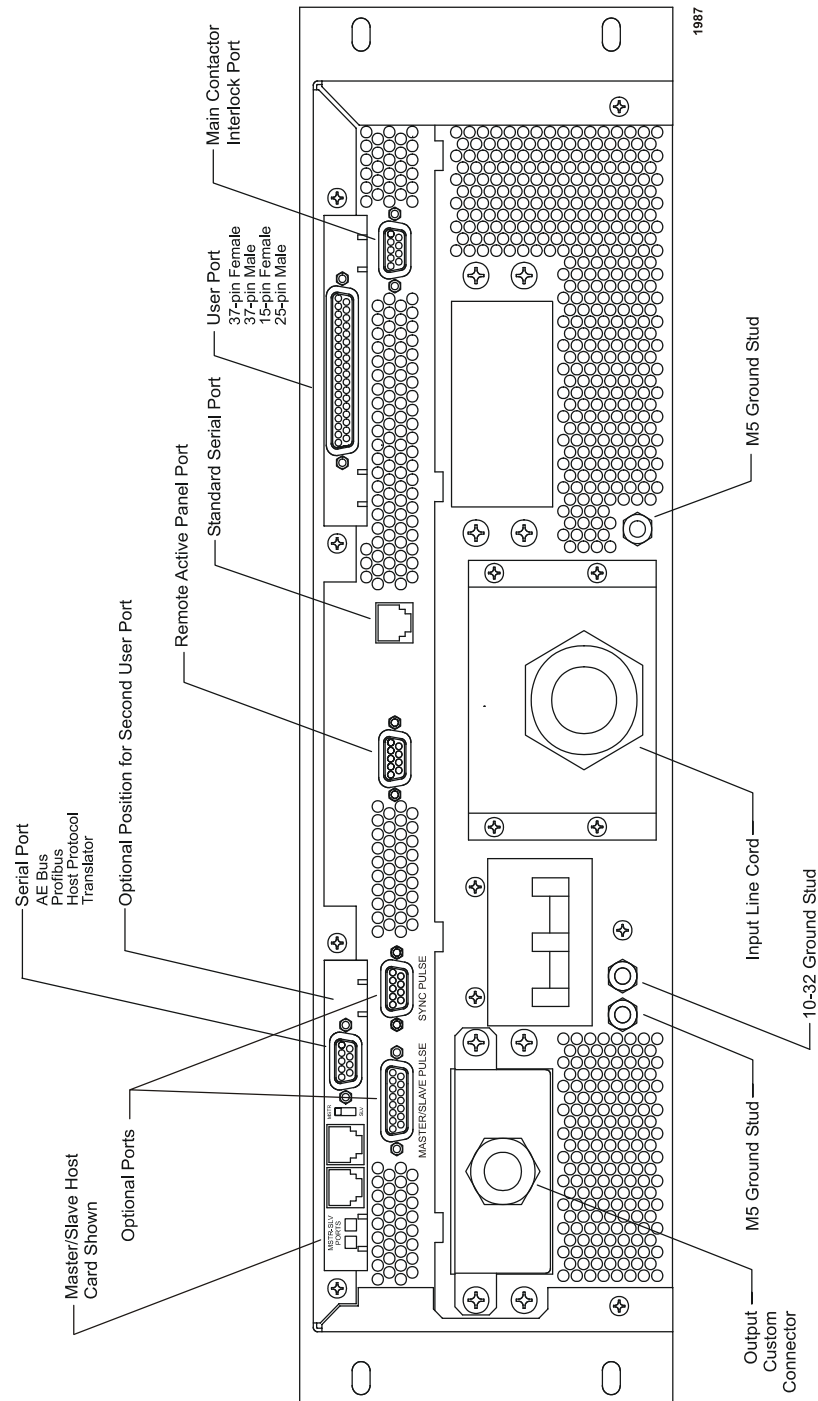 Master/Slave Host
Card Shown
Optional Ports
Serial Port
AE Bus
Profibus
Host Protocol
Translator
Optional Position for Second User Port
Remote Active Panel Port
Standard Serial Port
User Port
37-pin Female
37-pin Male
15-pin Female
25-pin Male
Main Contactor
Interlock Port
MSTR-SLV
PORTS
MSTR
SLV
MASTER/SLAVE PULSE
SYNC PULSE
Output
Custom
Connector
M5 Ground Stud
10-32 Ground Stud
Input Line Cord
M5 Ground Stud
1987